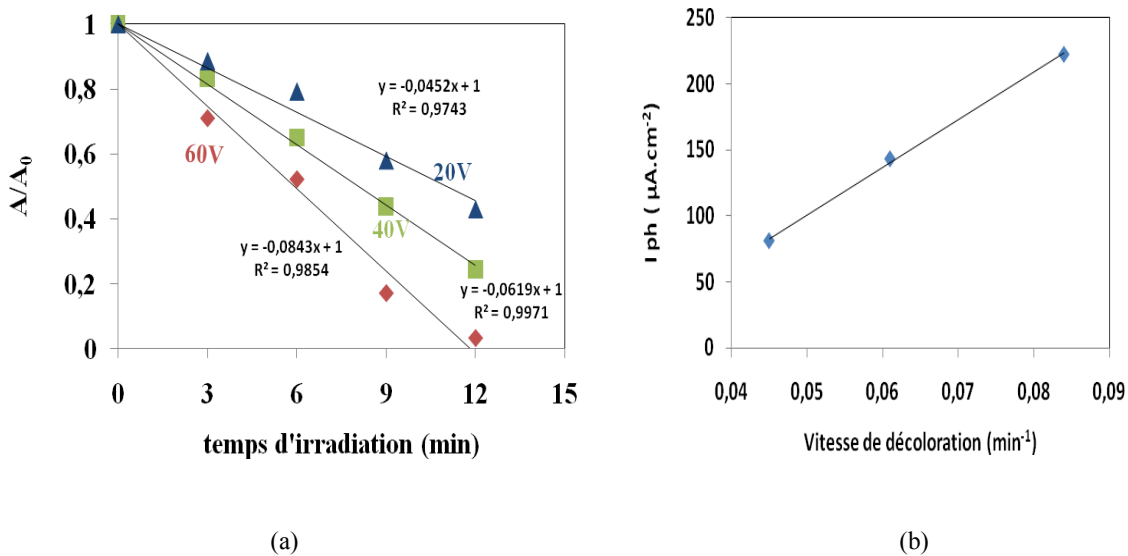 A/A₀
1
0,8
0,6
0,4
0,2
0
0 3 6 9 12 15
temps d'irradiation (min)
y = -0,0452x + 1
R² = 0,9743
60V
20V
40V
y = -0,0843x + 1
R² = 0,9854
y = -0,0619x + 1
R² = 0,9971
(a)
I ph ( µA.cm⁻²)
250
200
150
100
50
0
0,04 0,05 0,06 0,07 0,08 0,09
Vitesse de décoloration (min⁻¹)
(b)